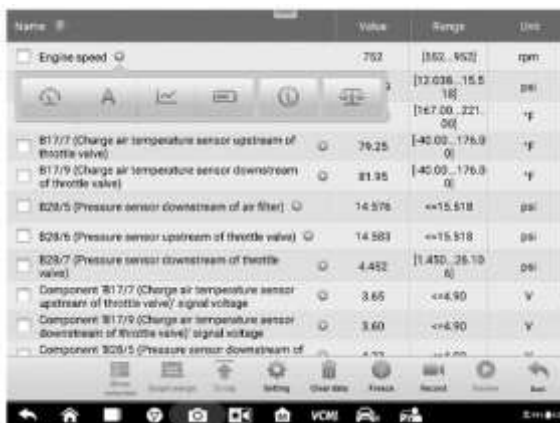 Name Value Range Unit
Engine speed 752 [552...952] rpm
[12.038...15.5
18] psi
[167.00...221.
00] °F
B17/7 (Charge air temperature sensor upstream of
throttle valve) 79.25 [-40.00...176.0
0] °F
B17/9 (Charge air temperature sensor downstream
of throttle valve) 81.95 [-40.00...176.0
0] °F
B28/5 (Pressure sensor downstream of air filter) 14.576 <=15.518 psi
B28/6 (Pressure sensor upstream of throttle valve) 14.583 <=15.518 psi
B28/7 (Pressure sensor downstream of throttle
valve) 4.452 [1.450...26.10
6] psi
Component 'B17/7 (Charge air temperature sensor
upstream of throttle valve)' signal voltage 3.65 <=4.90 V
Component 'B17/9 (Charge air temperature sensor
downstream of throttle valve)' signal voltage 3.60 <=4.90 V
Component 'B28/5 (Pressure sensor downstream of
To top Setting Clear data Freeze Record Back
VCMI